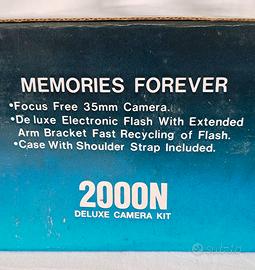 MEMORIES FOREVER
•Focus Free 35mm Camera.
•De luxe Electronic Flash With Extended
Arm Bracket Fast Recycling of Flash.
•Case With Shoulder Strap Included.
2000N
DELUXE CAMERA KIT
subito